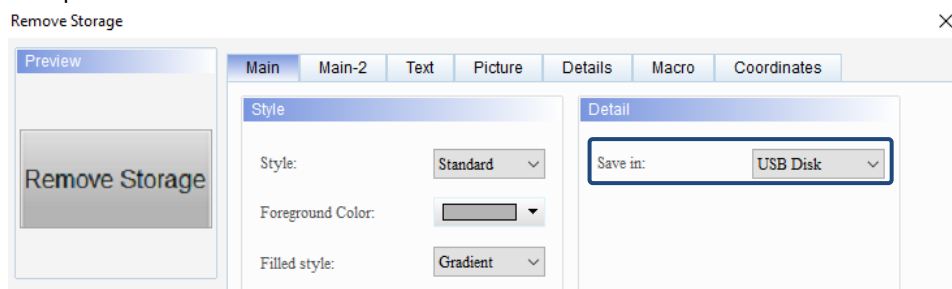 Remove Storage
Preview
Remove Storage
Main Main-2 Text Picture Details Macro Coordinates
Style
Style: Standard
Foreground Color:
Filled style: Gradient
Detail
Save in: USB Disk